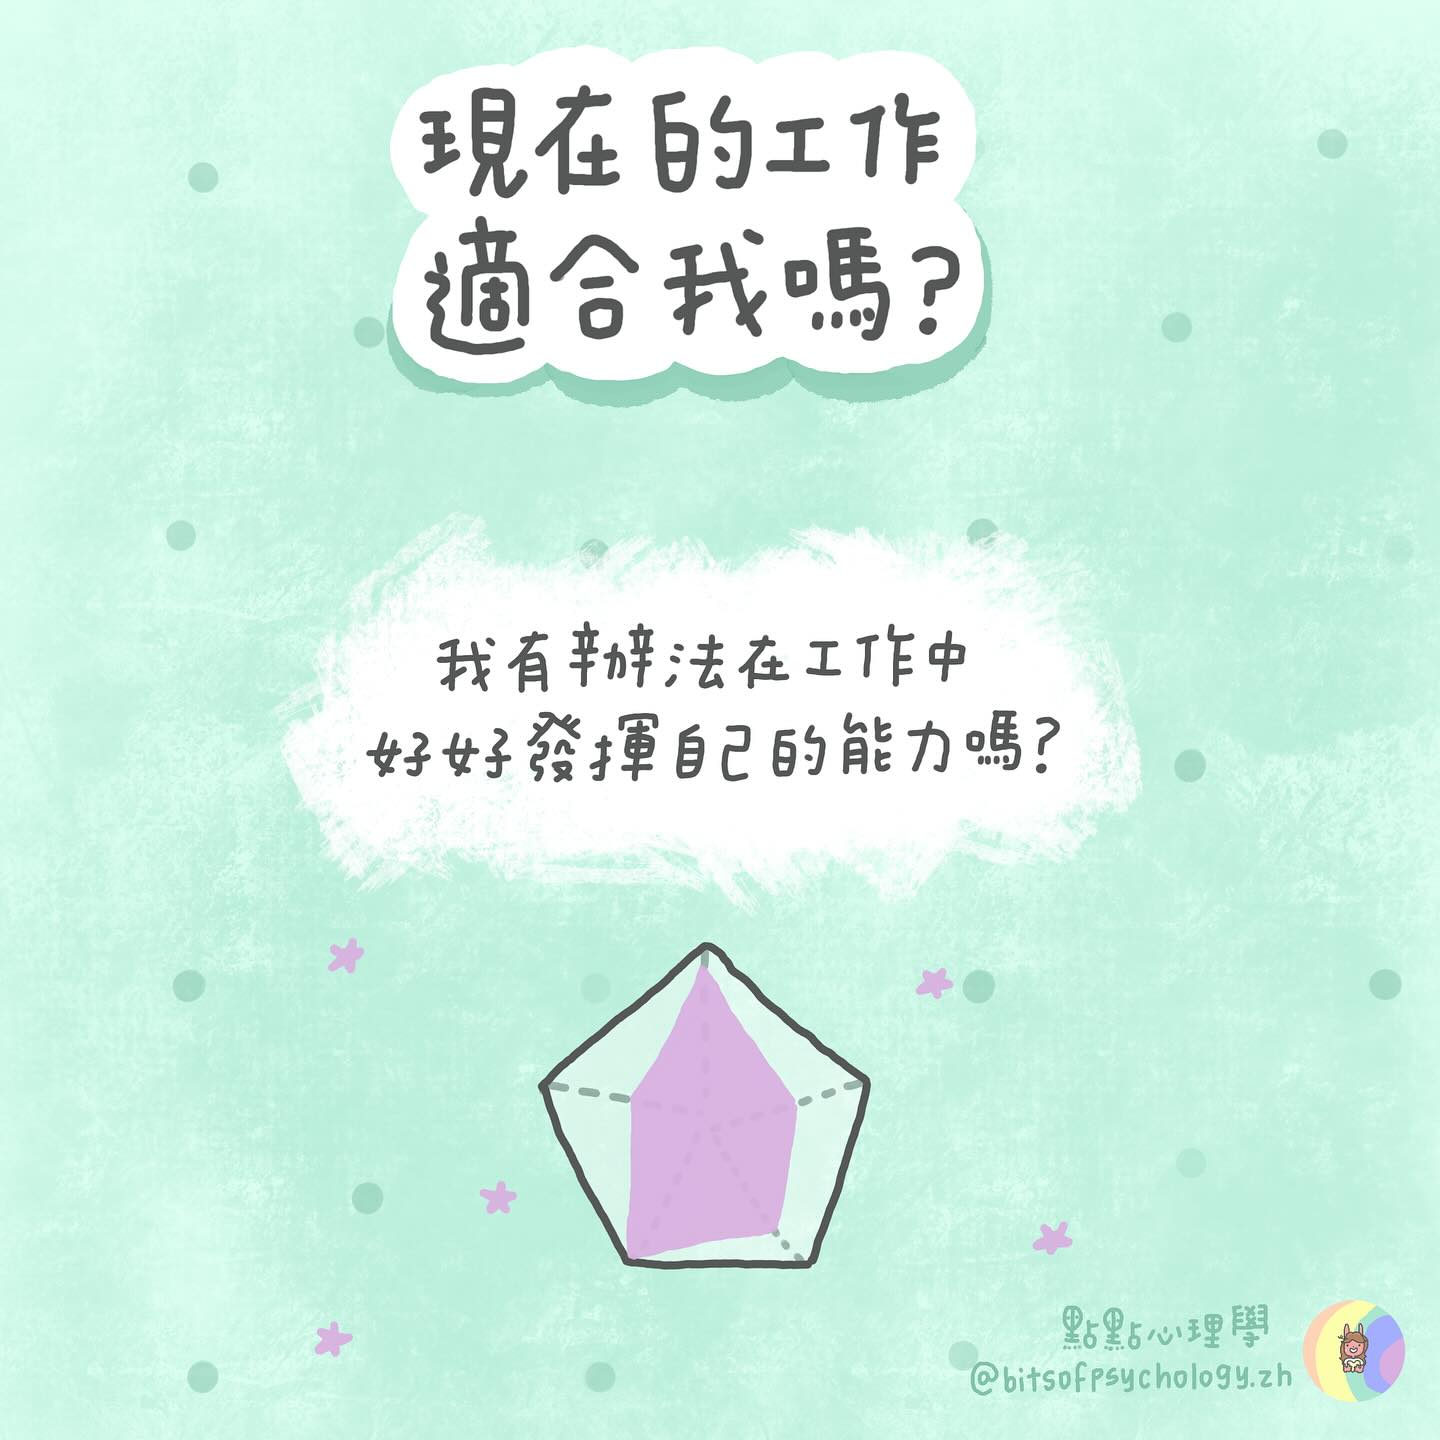 現在的工作
適合我嗎?
我有辦法在工作中
好好發揮自己的能力嗎?
點點心理學
@bitsofpsychology.zh